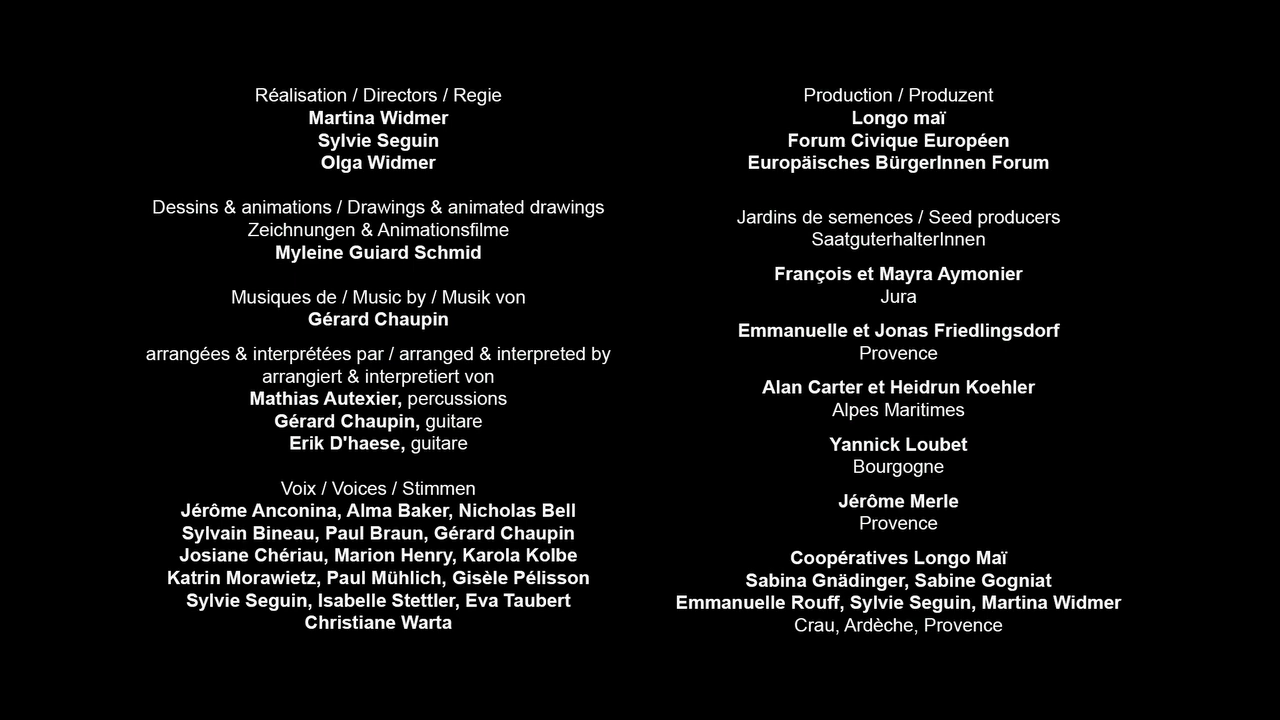 Réalisation / Directors / Regie
Martina Widmer
Sylvie Seguin
Olga Widmer
Dessins & animations / Drawings & animated drawings
Zeichnungen & Animationsfilme
Myleine Guiard Schmid
Musiques de / Music by / Musik von
Gérard Chaupin
arrangées & interprétées par / arranged & interpreted by
arrangiert & interpretiert von
Mathias Autexier, percussions
Gérard Chaupin, guitare
Erik D'haese, guitare
Voix / Voices / Stimmen
Jérôme Anconina, Alma Baker, Nicholas Bell
Sylvain Bineau, Paul Braun, Gérard Chaupin
Josiane Chériau, Marion Henry, Karola Kolbe
Katrin Morawietz, Paul Mühlich, Gisèle Pélisson
Sylvie Seguin, Isabelle Stettler, Eva Taubert
Christiane Warta
Production / Produzent
Longo maï
Forum Civique Européen
Europäisches BürgerInnen Forum
Jardins de semences / Seed producers
SaatguterhalterInnen
François et Mayra Aymonier
Jura
Emmanuelle et Jonas Friedlingsdorf
Provence
Alan Carter et Heidrun Koehler
Alpes Maritimes
Yannick Loubet
Bourgogne
Jérôme Merle
Provence
Coopératives Longo Maï
Sabina Gnädinger, Sabine Gogniat
Emmanuelle Rouff, Sylvie Seguin, Martina Widmer
Crau, Ardèche, Provence